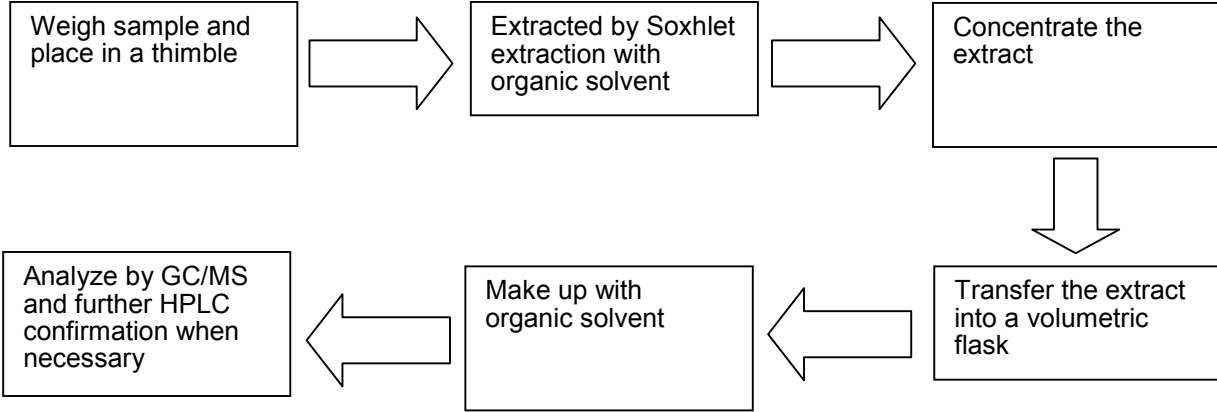 Weigh sample and
place in a thimble
Extracted by Soxhlet
extraction with
organic solvent
Concentrate the
extract
Transfer the extract
into a volumetric
flask
Make up with
organic solvent
Analyze by GC/MS
and further HPLC
confirmation when
necessary